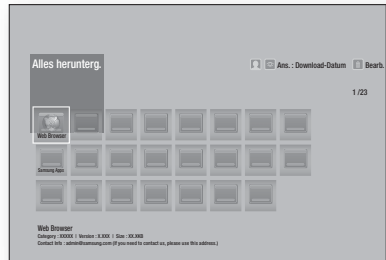 Alles herunterg.
Ans. : Download-Datum Bearb.
1 /23
Web Browser
Samsung Apps
Web Browser
Category : XXXXX | Version : X.XXX | Size : XX.XKB
Contact Info : admin@samsung.com (If you need to contact us, please use this address.)